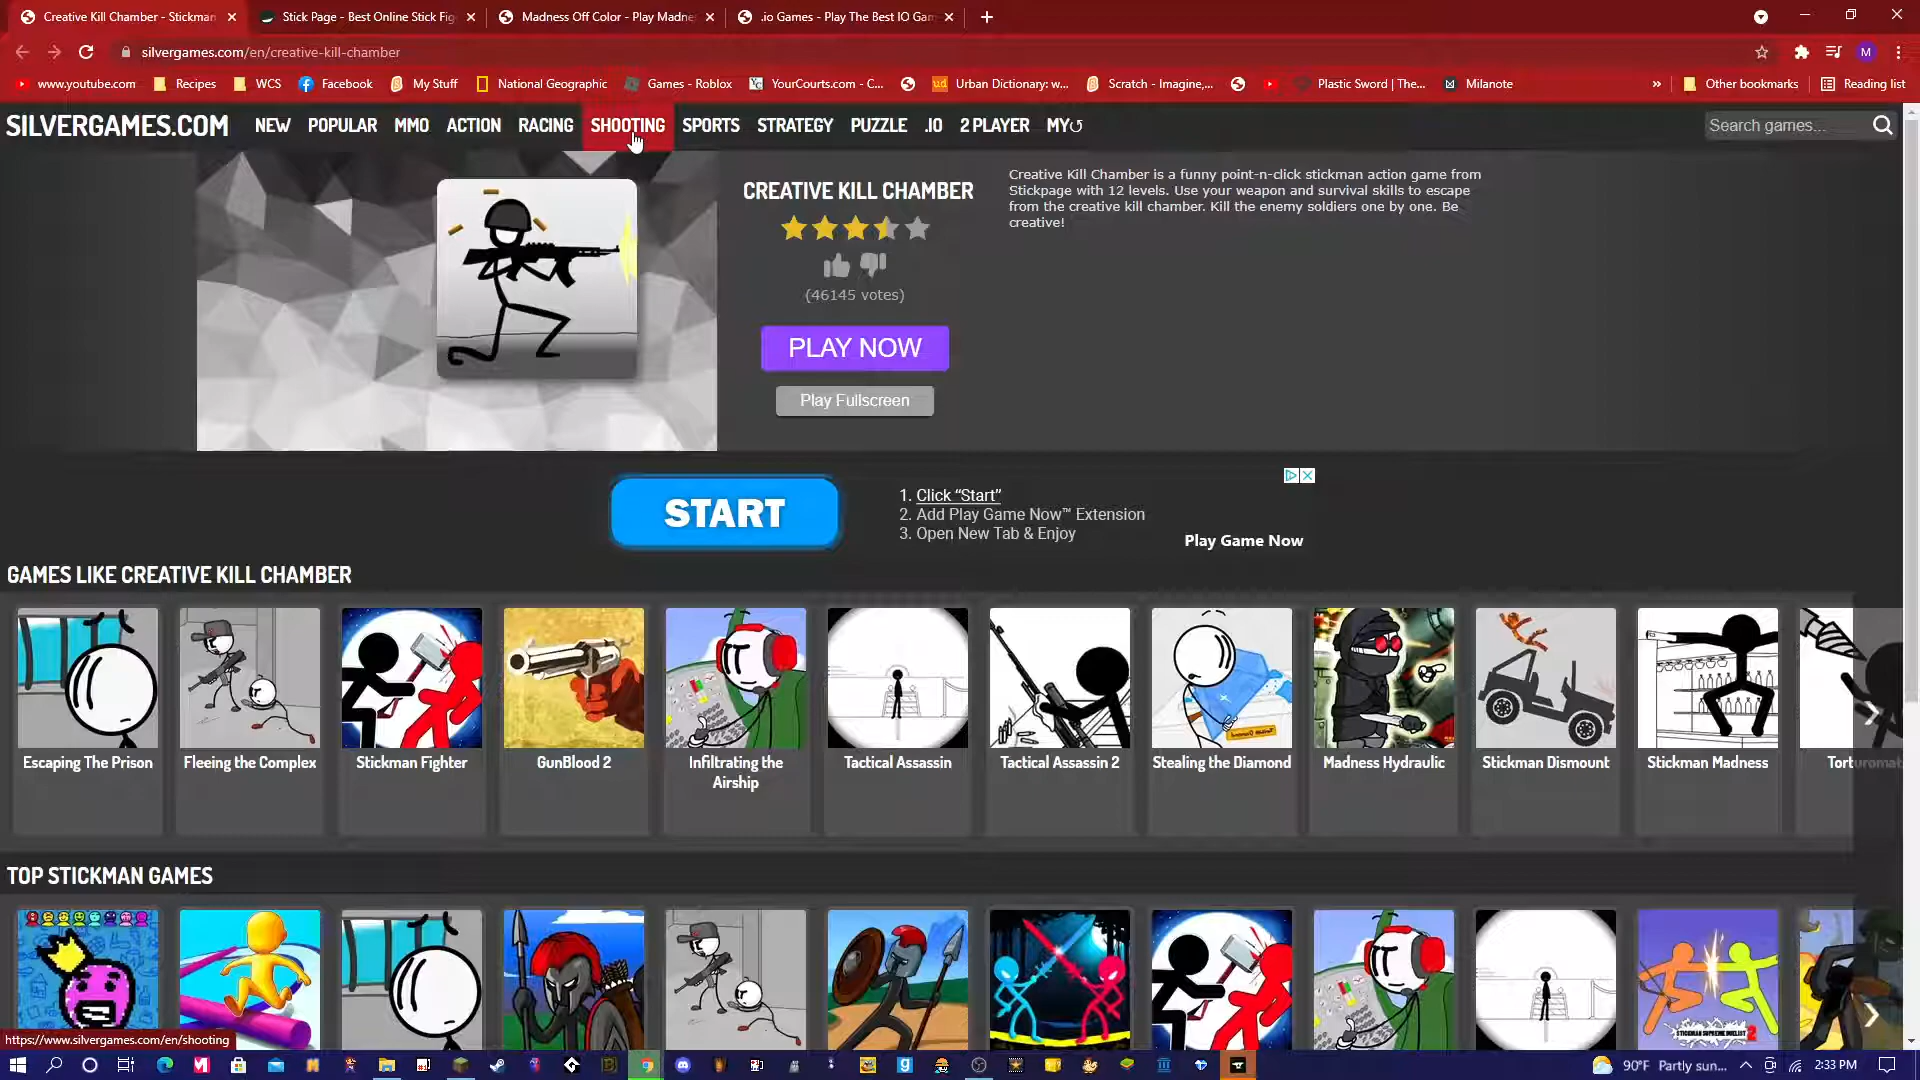 Creative Kill Chamber - Stickman
Stick Page - Best Online Stick Fig
Madness Off Color - Play Madne
.io Games - Play The Best IO Gam
silvergames.com/en/creative-kill-chamber
M
www.youtube.com
Recipes
WCS
Facebook
My Stuff
National Geographic
Games - Roblox
YourCourts.com - C...
Urban Dictionary: w...
Scratch - Imagine,...
Plastic Sword | The...
Milanote
»
Other bookmarks
Reading list
SILVERGAMES.COM
NEW
POPULAR
MMO
ACTION
RACING
SHOOTING
SPORTS
STRATEGY
PUZZLE
.IO
2 PLAYER
MY↺
Search games...
CREATIVE KILL CHAMBER
(46145 votes)
PLAY NOW
Play Fullscreen
Creative Kill Chamber is a funny point-n-click stickman action game from
Stickpage with 12 levels. Use your weapon and survival skills to escape
from the creative kill chamber. Kill the enemy soldiers one by one. Be
creative!
START
1. Click “Start”
2. Add Play Game Now™ Extension
3. Open New Tab & Enjoy
Play Game Now
GAMES LIKE CREATIVE KILL CHAMBER
Escaping The Prison
Fleeing the Complex
Stickman Fighter
GunBlood 2
Infiltrating the
Airship
Tactical Assassin
Tactical Assassin 2
Stealing the Diamond
Madness Hydraulic
Stickman Dismount
Stickman Madness
Torturomat
TOP STICKMAN GAMES
STICKMAN SUPREME DUELIST 2
https://www.silvergames.com/en/shooting
90°F Partly sun...
2:33 PM